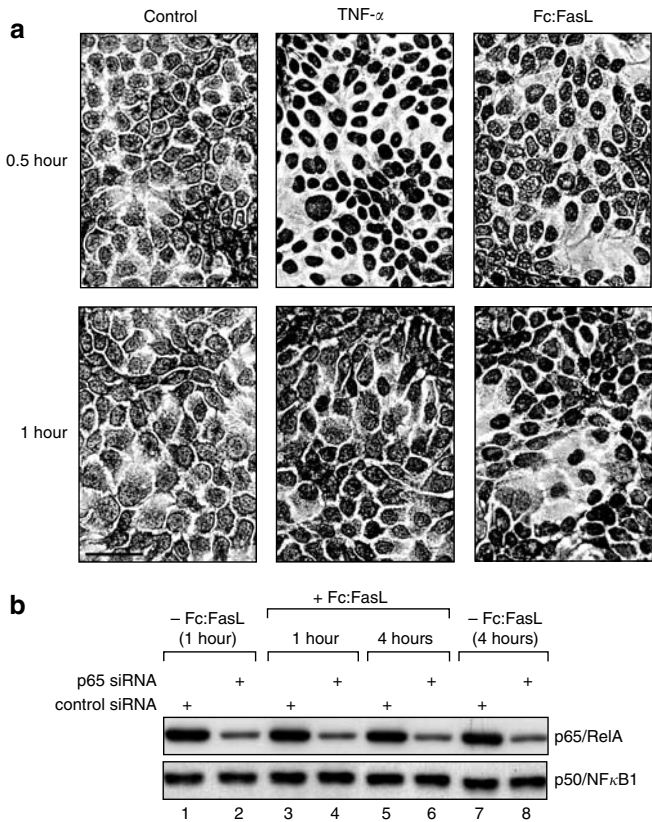 a
Control TNF-α Fc:FasL
0.5 hour
1 hour
b
+ Fc:FasL
– Fc:FasL (1 hour) 1 hour 4 hours – Fc:FasL (4 hours)
p65 siRNA + + + +
control siRNA + + + +
p65/RelA
p50/NFκB1
1 2 3 4 5 6 7 8